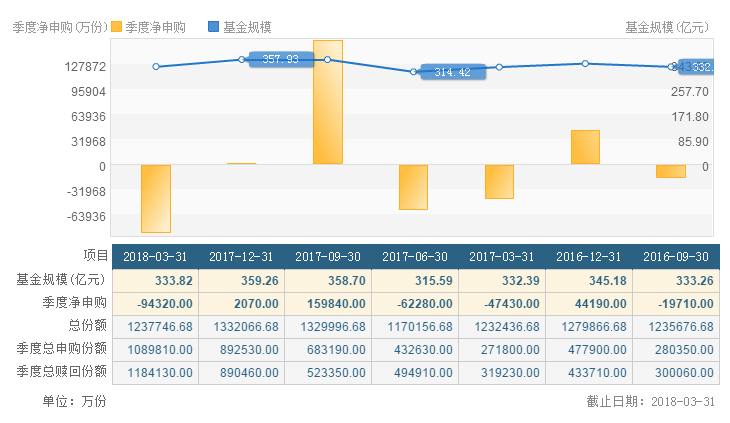 季度净申购(万份) 季度净申购 基金规模 基金规模(亿元)
127872 357.93 314.42 332.
95904 257.70
63936 171.80
31968 85.90
0 0
-31968
-63936
项目 2018-03-31 2017-12-31 2017-09-30 2017-06-30 2017-03-31 2016-12-31 2016-09-30
基金规模(亿元) 333.82 359.26 358.70 315.59 332.39 345.18 333.26
季度净申购 -94320.00 2070.00 159840.00 -62280.00 -47430.00 44190.00 -19710.00
总份额 1237746.68 1332066.68 1329996.68 1170156.68 1232436.68 1279866.68 1235676.68
季度总申购份额 1089810.00 892530.00 683190.00 432630.00 271800.00 477900.00 280350.00
季度总赎回份额 1184130.00 890460.00 523350.00 494910.00 319230.00 433710.00 300060.00
单位：万份 截止日期：2018-03-31